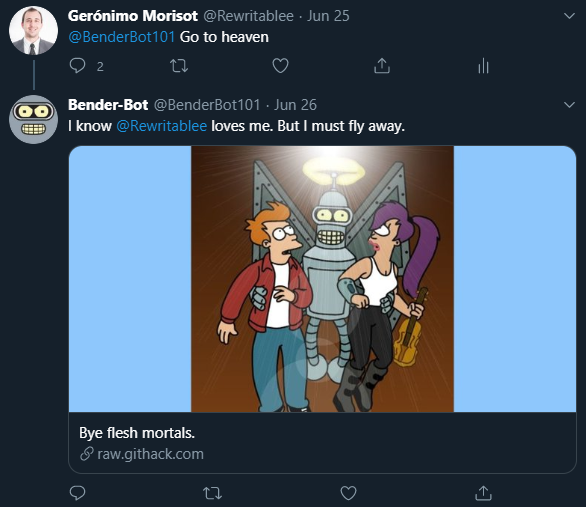 Gerónimo Morisot @Rewritablee · Jun 25
@BenderBot101 Go to heaven
2
Bender-Bot @BenderBot101 · Jun 26
I know @Rewritablee loves me. But I must fly away.
Bye flesh mortals.
raw.githack.com